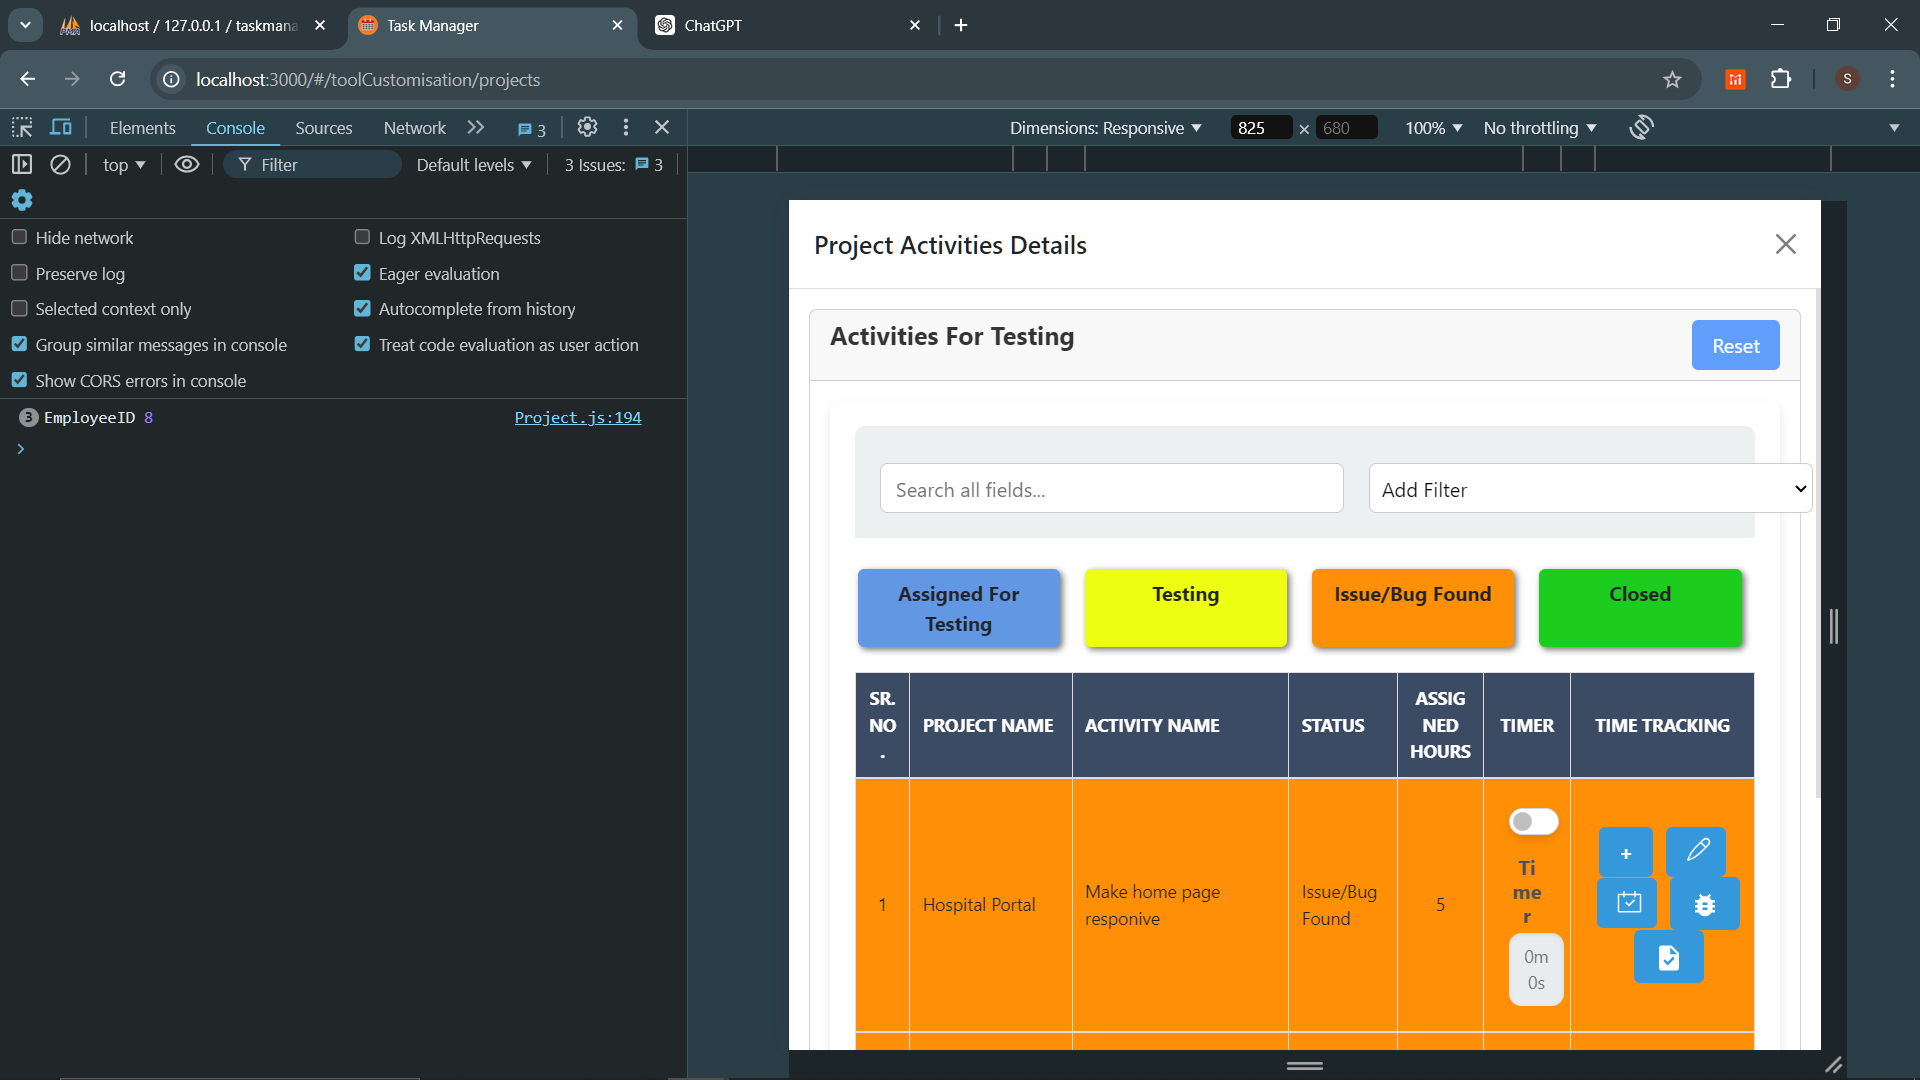 localhost / 127.0.0.1 / taskmana
Task Manager
ChatGPT
localhost:3000/#/toolCustomisation/projects
S
Elements
Console
Sources
Network
3
Dimensions: Responsive
825 × 680
100%
No throttling
top
Filter
Default levels
3 Issues: 3
Hide network
Log XMLHttpRequests
Preserve log
Eager evaluation
Selected context only
Autocomplete from history
Group similar messages in console
Treat code evaluation as user action
Show CORS errors in console
3 EmployeeID 8
Project.js:194
Project Activities Details
Activities For Testing
Reset
Search all fields...
Add Filter
Assigned For
Testing
Testing
Issue/Bug Found
Closed
SR.
NO
.
PROJECT NAME
ACTIVITY NAME
STATUS
ASSIG
NED
HOURS
TIMER
TIME TRACKING
1
Hospital Portal
Make home page
responive
Issue/Bug
Found
5
Ti
me
r
0m
0s
+